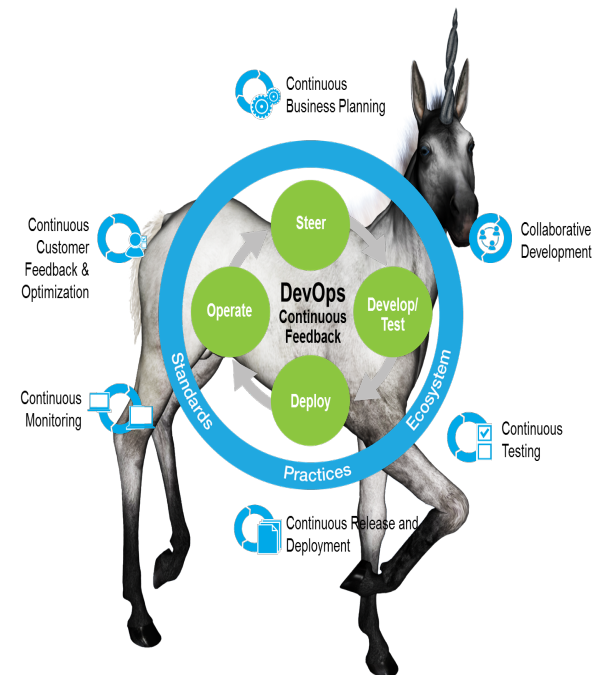 Continuous
Business Planning
Continuous
Customer
Feedback &
Optimization
Collaborative
Development
Steer
Operate
DevOps
Continuous
Feedback
Develop/
Test
Deploy
Standards
Practices
Ecosystem
Continuous
Monitoring
Continuous
Testing
Continuous Release and
Deployment